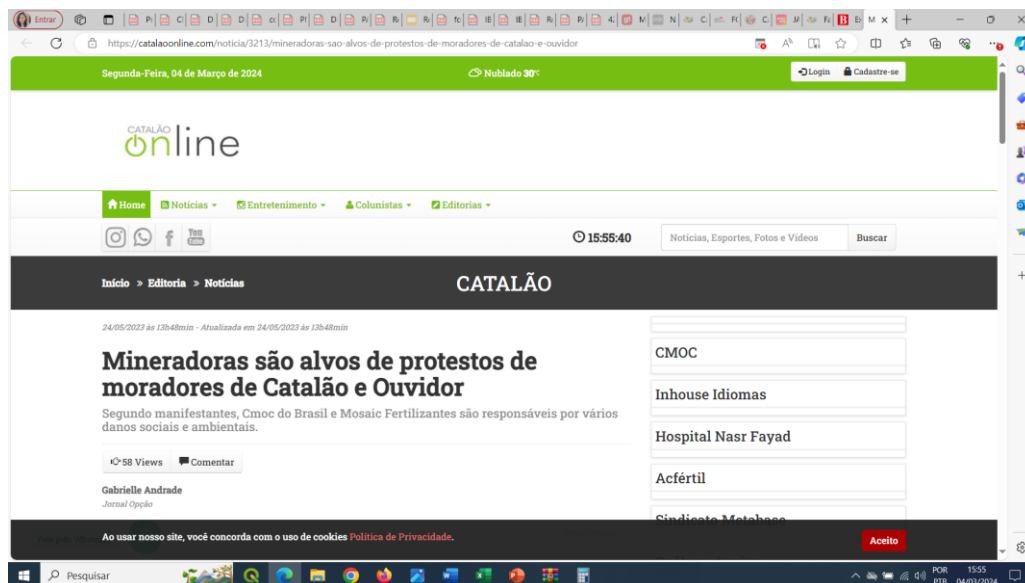 Entrar
https://catalaoonline.com/noticia/3213/mineradoras-sao-alvos-de-protestos-de-moradores-de-catalao-e-ouvidor
Segunda-Feira, 04 de Março de 2024
Nublado 30°C
Login
Cadastre-se
CATALÃO
online
Home
Notícias
Entretenimento
Colunistas
Editorias
You
Tube
15:55:40
Notícias, Esportes, Fotos e Vídeos
Buscar
Início » Editoria » Notícias
CATALÃO
24/05/2023 às 13h48min - Atualizada em 24/05/2023 às 13h48min
Mineradoras são alvos de protestos de
moradores de Catalão e Ouvidor
Segundo manifestantes, Cmoc do Brasil e Mosaic Fertilizantes são responsáveis por vários
danos sociais e ambientais.
58 Views
Comentar
Gabrielle Andrade
Jornal Opção
CMOC
Inhouse Idiomas
Hospital Nasr Fayad
Acfértil
Sindicato Metabase
Ao usar nosso site, você concorda com o uso de cookies Política de Privacidade.
Aceito
Pesquisar
POR
PTB
15:55
04/03/2024